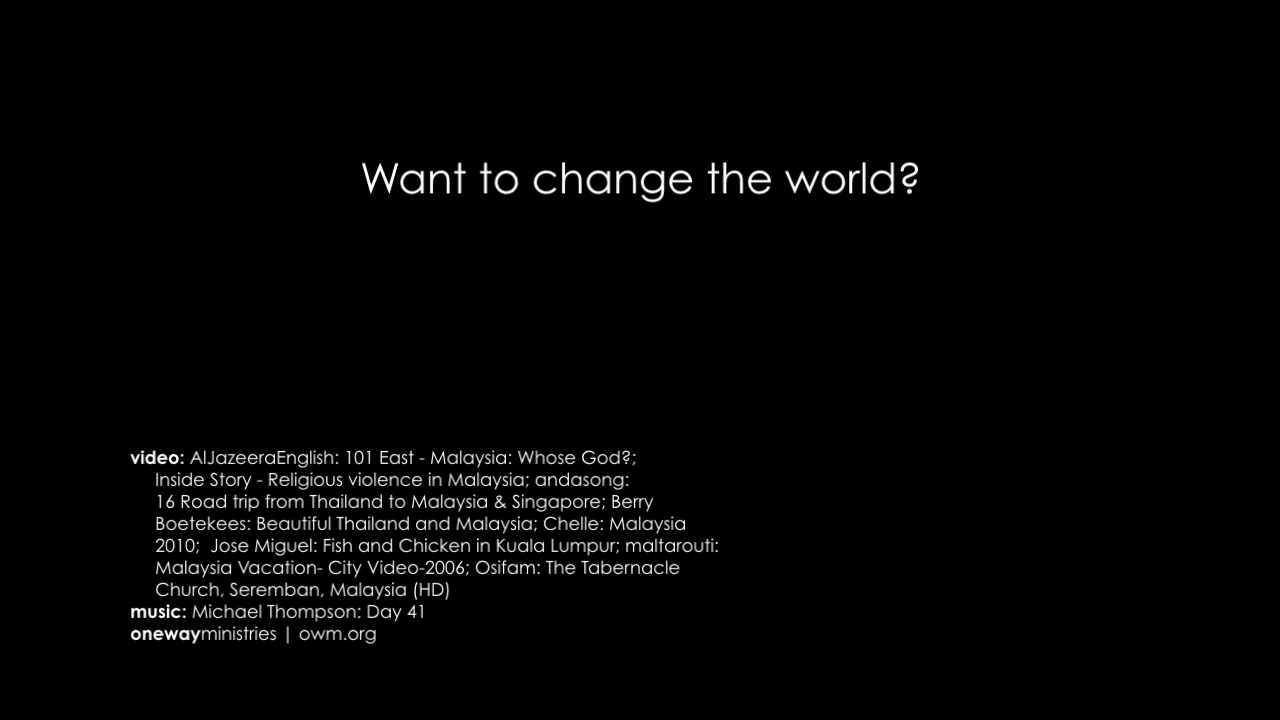 Want to change the world?
video: AlJazeeraEnglish: 101 East - Malaysia: Whose God?;
Inside Story - Religious violence in Malaysia; andasong:
16 Road trip from Thailand to Malaysia & Singapore; Berry
Boetekees: Beautiful Thailand and Malaysia; Chelle: Malaysia
2010;  Jose Miguel: Fish and Chicken in Kuala Lumpur; maltarouti:
Malaysia Vacation- City Video-2006; Osifam: The Tabernacle
Church, Seremban, Malaysia (HD)
music: Michael Thompson: Day 41
onewayministries | owm.org